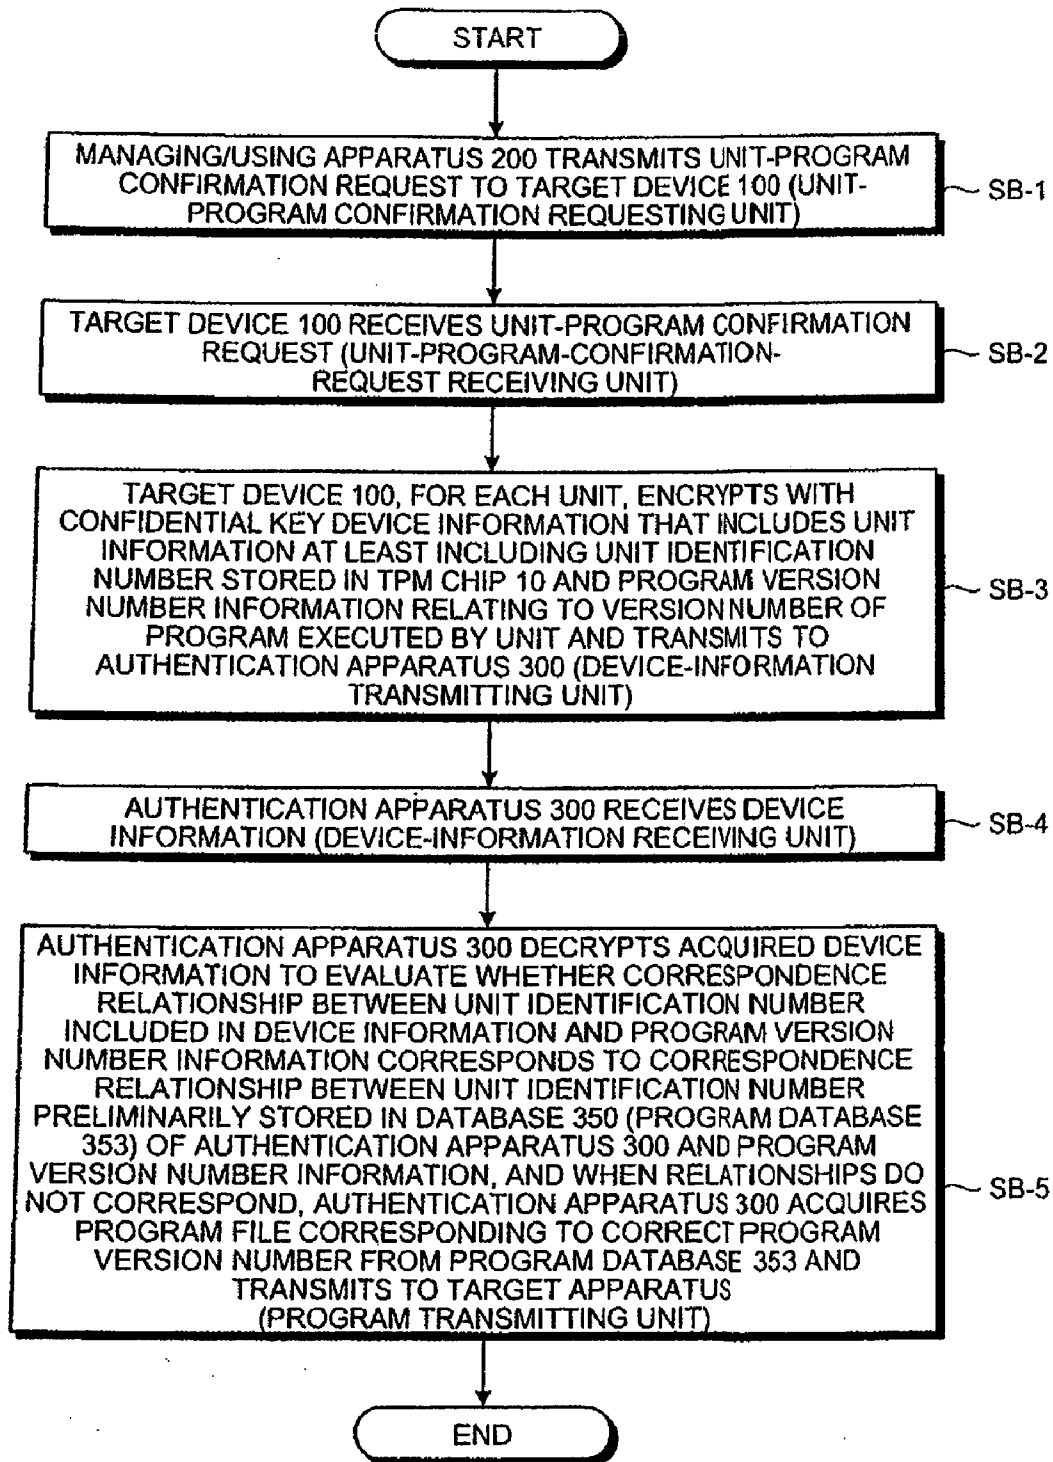 START
MANAGING/USING APPARATUS 200 TRANSMITS UNIT-PROGRAM
CONFIRMATION REQUEST TO TARGET DEVICE 100 (UNIT-
PROGRAM CONFIRMATION REQUESTING UNIT)
SB-1
TARGET DEVICE 100 RECEIVES UNIT-PROGRAM CONFIRMATION
REQUEST (UNIT-PROGRAM-CONFIRMATION-
REQUEST RECEIVING UNIT)
SB-2
TARGET DEVICE 100, FOR EACH UNIT, ENCRYPTS WITH
CONFIDENTIAL KEY DEVICE INFORMATION THAT INCLUDES UNIT
INFORMATION AT LEAST INCLUDING UNIT IDENTIFICATION
NUMBER STORED IN TPM CHIP 10 AND PROGRAM VERSION
NUMBER INFORMATION RELATING TO VERSION NUMBER OF
PROGRAM EXECUTED BY UNIT AND TRANSMITS TO
AUTHENTICATION APPARATUS 300 (DEVICE-INFORMATION
TRANSMITTING UNIT)
SB-3
AUTHENTICATION APPARATUS 300 RECEIVES DEVICE
INFORMATION (DEVICE-INFORMATION RECEIVING UNIT)
SB-4
AUTHENTICATION APPARATUS 300 DECRYPTS ACQUIRED DEVICE
INFORMATION TO EVALUATE WHETHER CORRESPONDENCE
RELATIONSHIP BETWEEN UNIT IDENTIFICATION NUMBER
INCLUDED IN DEVICE INFORMATION AND PROGRAM VERSION
NUMBER INFORMATION CORRESPONDS TO CORRESPONDENCE
RELATIONSHIP BETWEEN UNIT IDENTIFICATION NUMBER
PRELIMINARILY STORED IN DATABASE 350 (PROGRAM DATABASE
353) OF AUTHENTICATION APPARATUS 300 AND PROGRAM
VERSION NUMBER INFORMATION, AND WHEN RELATIONSHIPS DO
NOT CORRESPOND, AUTHENTICATION APPARATUS 300 ACQUIRES
PROGRAM FILE CORRESPONDING TO CORRECT PROGRAM
VERSION NUMBER FROM PROGRAM DATABASE 353 AND
TRANSMITS TO TARGET APPARATUS
(PROGRAM TRANSMITTING UNIT)
SB-5
END